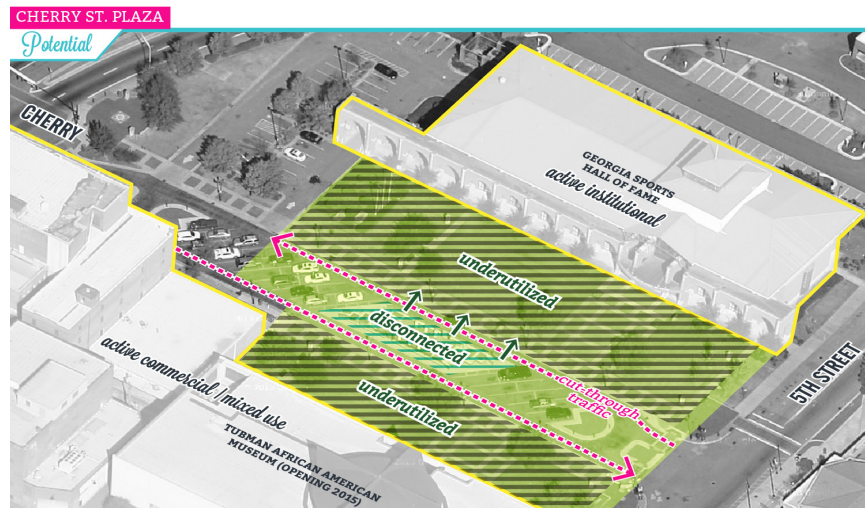 CHERRY ST. PLAZA
Potential
CHERRY
GEORGIA SPORTS
HALL OF FAME
active institutional
underutilized
disconnected
cut-through
traffic
5TH STREET
active commercial / mixed use
underutilized
TUBMAN AFRICAN AMERICAN
MUSEUM (OPENING 2015)